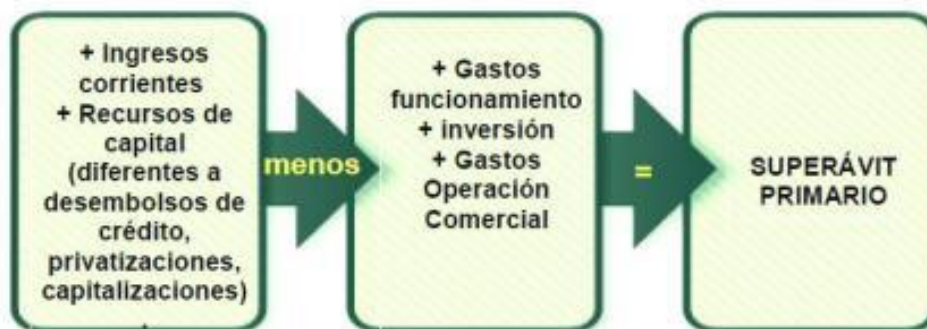 + Ingresos
corrientes
+ Recursos de
capital
(diferentes a
desembolsos de
crédito,
privatizaciones,
capitalizaciones)
menos
+ Gastos
funcionamiento
+ inversión
+ Gastos
Operación
Comercial
=
SUPERÁVIT
PRIMARIO